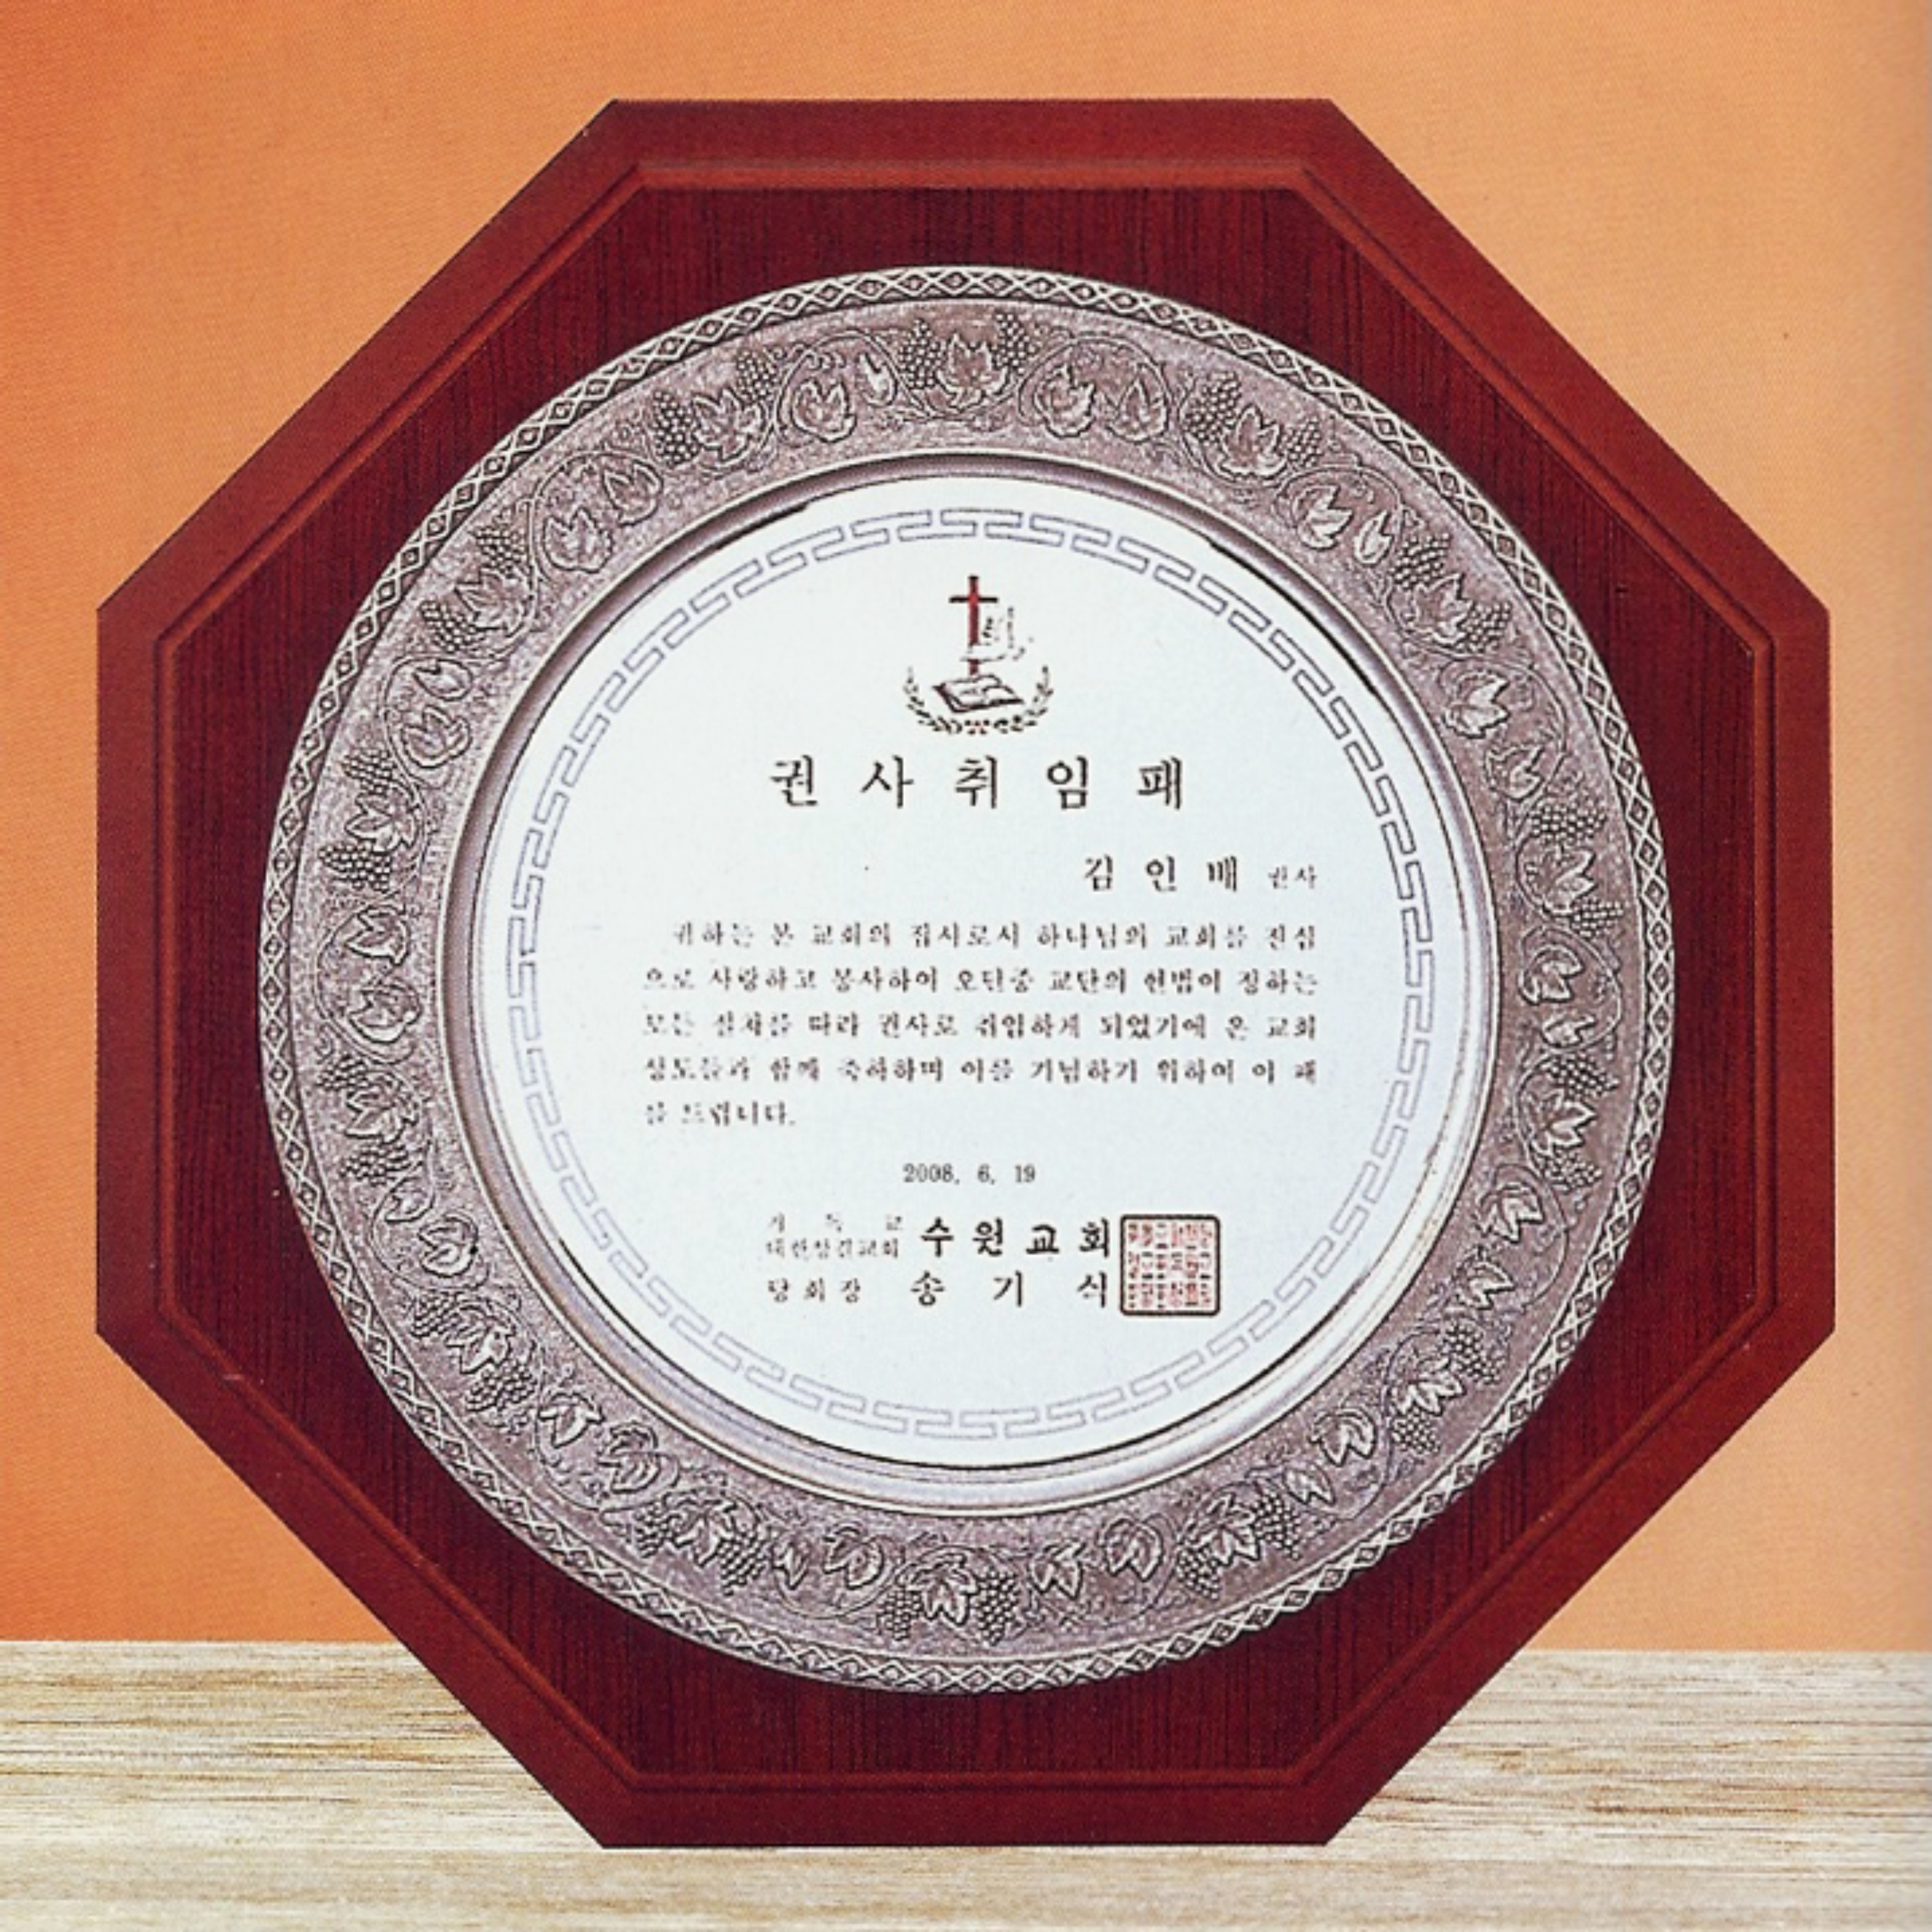 권사취임패
김인배 권사
귀하는 본 교회의 집사로서 하나님의 교회를 진심
으로 사랑하고 봉사하여 오던중 교단의 헌법이 정하는
모든 절차를 따라 권사로 취임하게 되었기에 온 교회
성도들과 함께 축하하며 이를 기념하기 위하여 이 패
를 드립니다.
2008. 6. 19
기독교
대한성결교회 수원교회
당회장 송기석